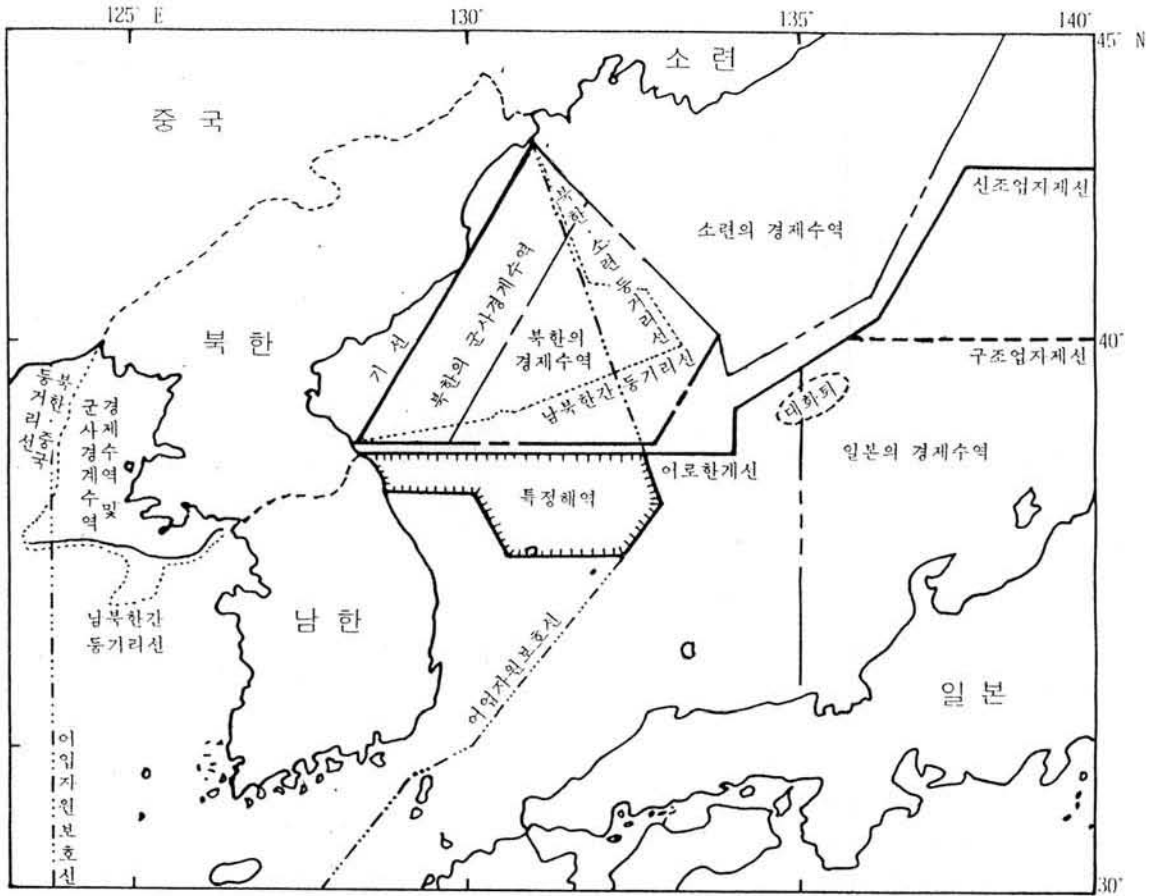 125° E
130°
135°
140°
45° N
소 련
중 국
신조업자제선
소련의 경제수역
북한·소련 등거리선
북한의 군사경계수역
북 한
기 선
북한의
경제수역
40°
구조업자제선
남북한간 등거리선
대화퇴
북한·중국
등거리선
경제수역 및
군사경계수역
일본의 경제수역
어로한계선
특정해역
남북한간
등거리선
남 한
어업자원보호선
일 본
어업자원보호선
30°